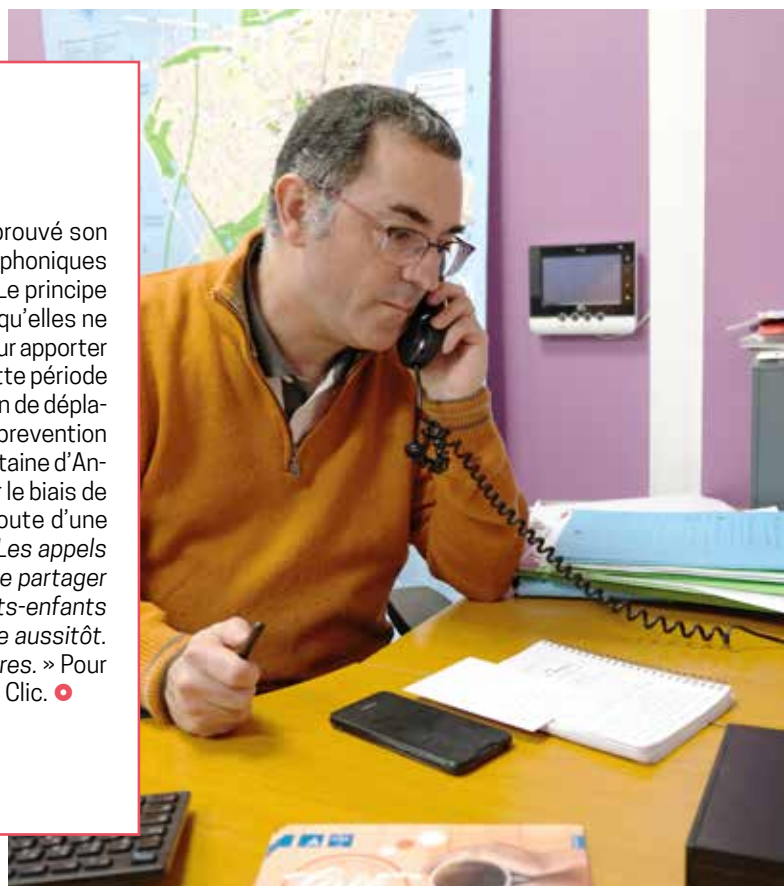 prouvé son
phoniques
Le principe
qu'elles ne
ur apporter
tte période
n de dépla-
prevention
taine d'An-
r le biais de
oute d'une
Les appels
e partager
ts-enfants
e aussitôt.
res. » Pour
Clic.